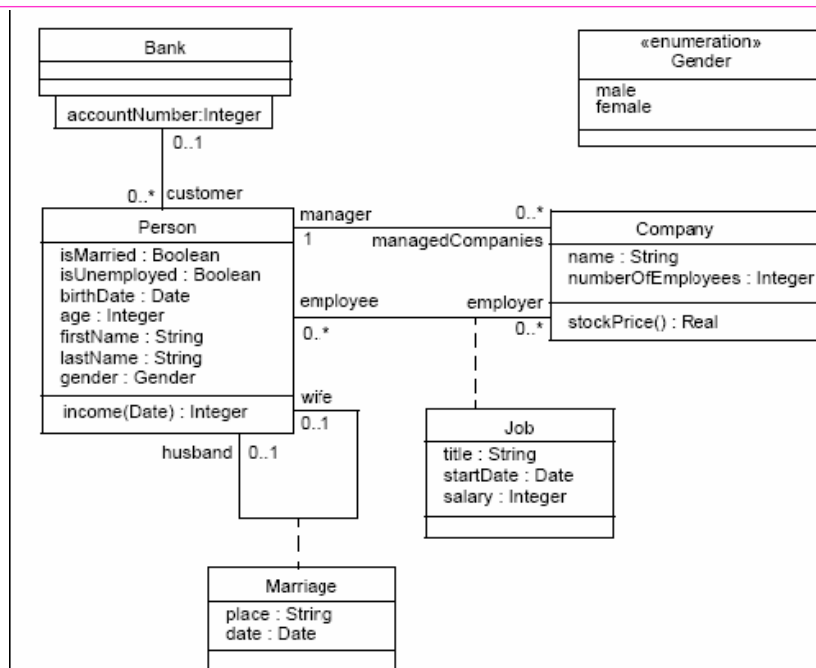 Bank
accountNumber:Integer
0..1
0..* customer
«enumeration»
Gender
male
female
Person
isMarried : Boolean
isUnemployed : Boolean
birthDate : Date
age : Integer
firstName : String
lastName : String
gender : Gender
income(Date) : Integer
manager
1
0..*
managedCompanies
employee
0..*
employer
0..*
Company
name : String
numberOfEmployees : Integer
stockPrice() : Real
wife
0..1
husband
0..1
Job
title : String
startDate : Date
salary : Integer
Marriage
place : String
date : Date